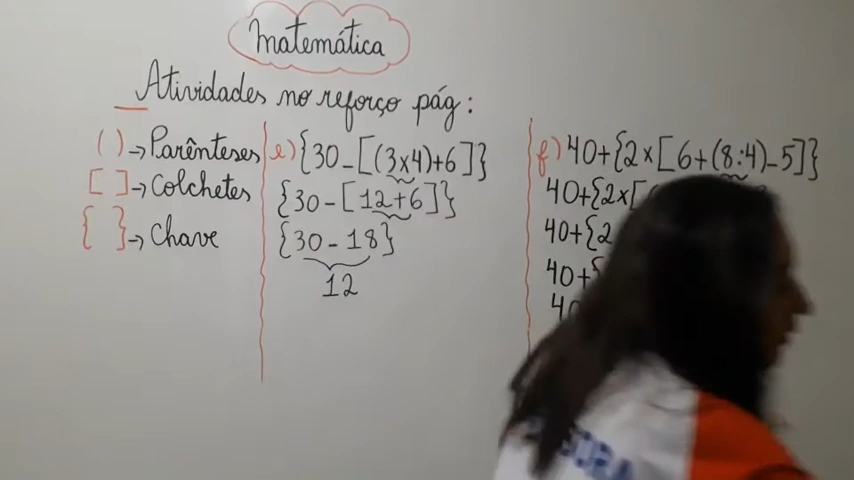 Matemática
Atividades no reforço pág:
( ) → Parênteses
[ ] → Colchetes
{ } → Chave
e) {30 - [(3x4)+6]}
{30 - [12+6]}
{30 - 18}
12
f) 40+{2x[6+(8:4)-5]}
40+{2x[
40+{2
40+{
40